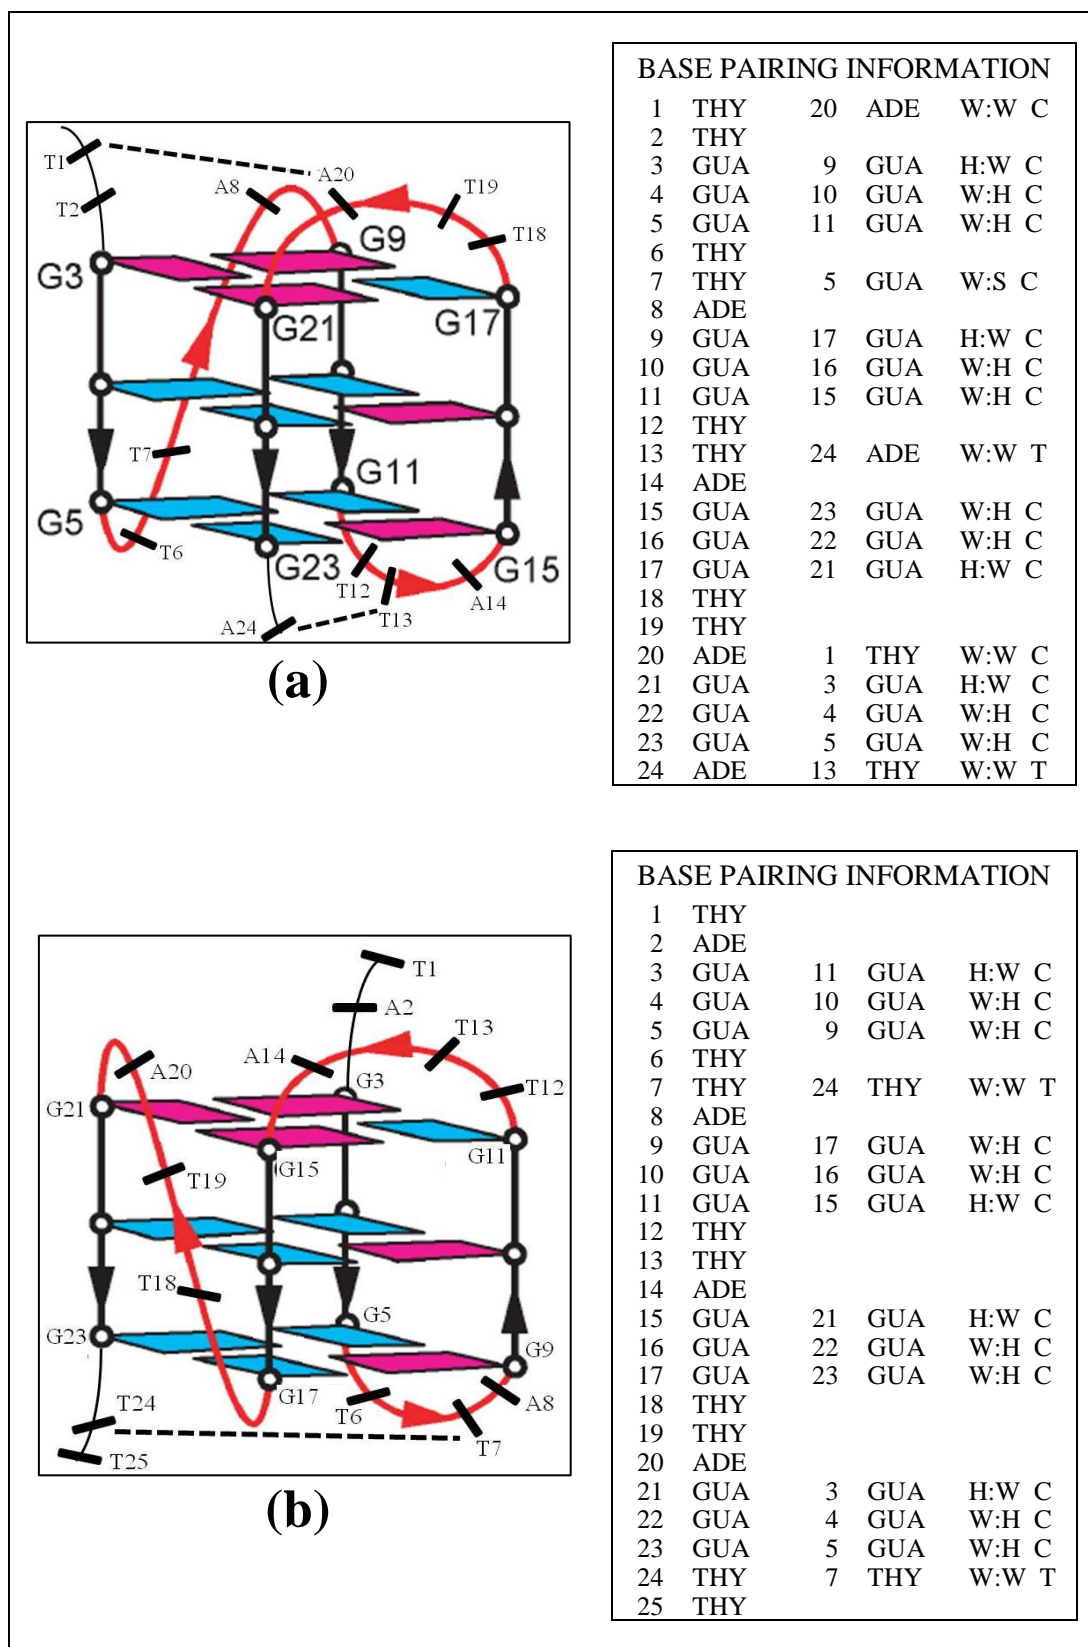 BASE PAIRING INFORMATION
1 THY 20 ADE W:W C
2 THY
3 GUA 9 GUA H:W C
4 GUA 10 GUA W:H C
5 GUA 11 GUA W:H C
6 THY
7 THY 5 GUA W:S C
8 ADE
9 GUA 17 GUA H:W C
10 GUA 16 GUA W:H C
11 GUA 15 GUA W:H C
12 THY
13 THY 24 ADE W:W T
14 ADE
15 GUA 23 GUA W:H C
16 GUA 22 GUA W:H C
17 GUA 21 GUA H:W C
18 THY
19 THY
20 ADE 1 THY W:W C
21 GUA 3 GUA H:W C
22 GUA 4 GUA W:H C
23 GUA 5 GUA W:H C
24 ADE 13 THY W:W T
T1
A20
A8
T19
T2
T18
G9
G3
G21
G17
T7
G11
G5
T6
G23
G15
T12
A14
T13
A24
(a)
BASE PAIRING INFORMATION
1 THY
2 ADE
3 GUA 11 GUA H:W C
4 GUA 10 GUA W:H C
5 GUA 9 GUA W:H C
6 THY
7 THY 24 THY W:W T
8 ADE
9 GUA 17 GUA W:H C
10 GUA 16 GUA W:H C
11 GUA 15 GUA H:W C
12 THY
13 THY
14 ADE
15 GUA 21 GUA H:W C
16 GUA 22 GUA W:H C
17 GUA 23 GUA W:H C
18 THY
19 THY
20 ADE
21 GUA 3 GUA H:W C
22 GUA 4 GUA W:H C
23 GUA 5 GUA W:H C
24 THY 7 THY W:W T
25 THY
T1
A2
T13
A14
A20
G3
T12
G21
G15
G11
T19
T18
G5
G23
G9
G17
A8
T24
T6
T7
T25
(b)